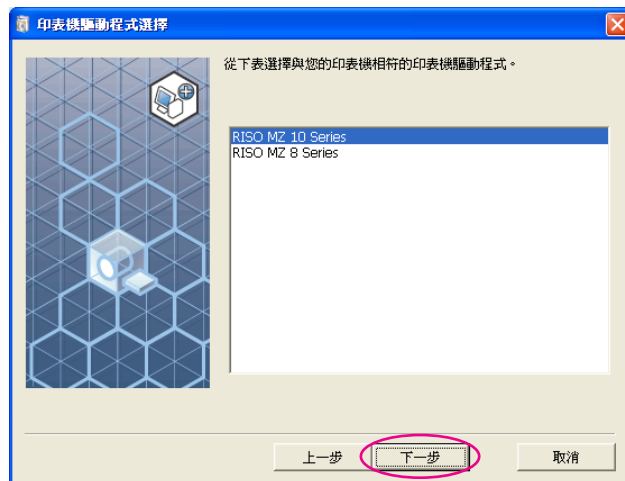 印表機驅動程式選擇
從下表選擇與您的印表機相符的印表機驅動程式。
RISO MZ 10 Series
RISO MZ 8 Series
上一步
下一步
取消